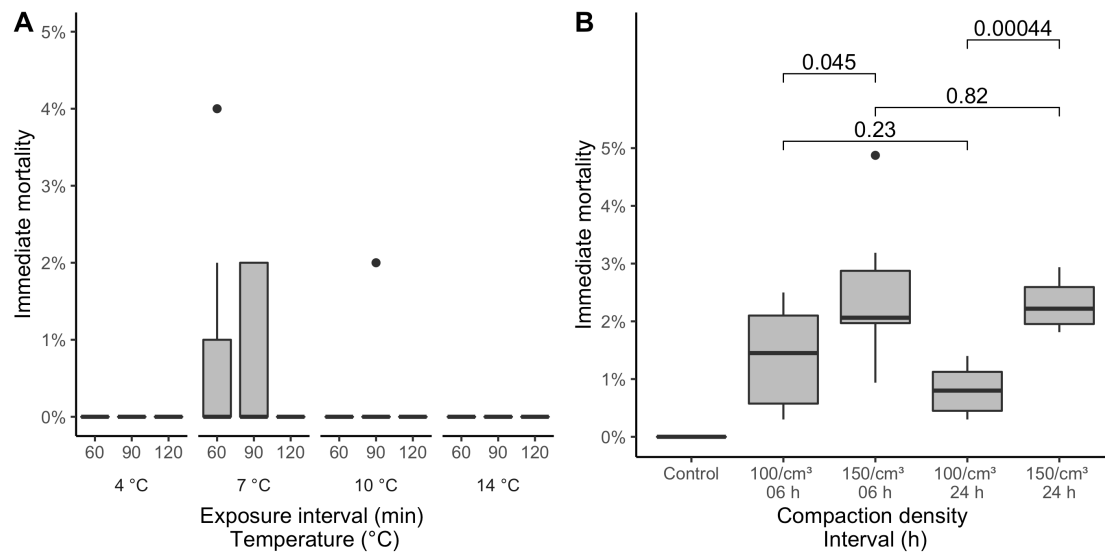 A
Immediate mortality
5%
4%
3%
2%
1%
0%
60 90 120 60 90 120 60 90 120 60 90 120
4 °C 7 °C 10 °C 14 °C
Exposure interval (min)
Temperature (°C)
B
Immediate mortality
0.00044
0.045
0.82
0.23
5%
4%
3%
2%
1%
0%
Control 100/cm³ 150/cm³ 100/cm³ 150/cm³
06 h 06 h 24 h 24 h
Compaction density
Interval (h)